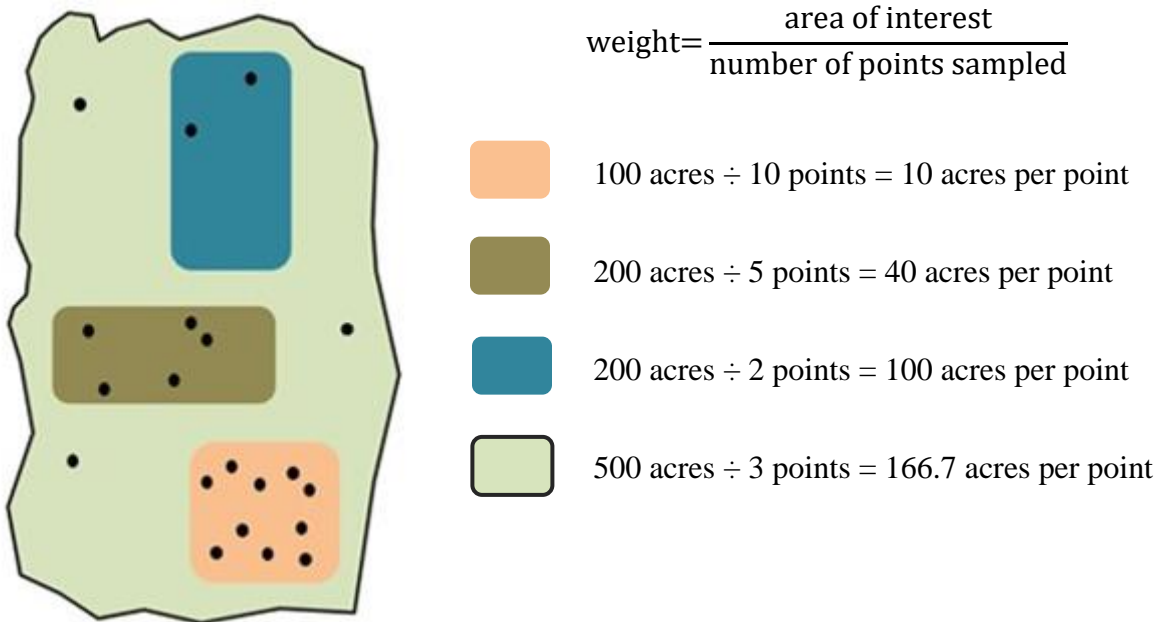 weight= area of interest
number of points sampled
100 acres ÷ 10 points = 10 acres per point
200 acres ÷ 5 points = 40 acres per point
200 acres ÷ 2 points = 100 acres per point
500 acres ÷ 3 points = 166.7 acres per point